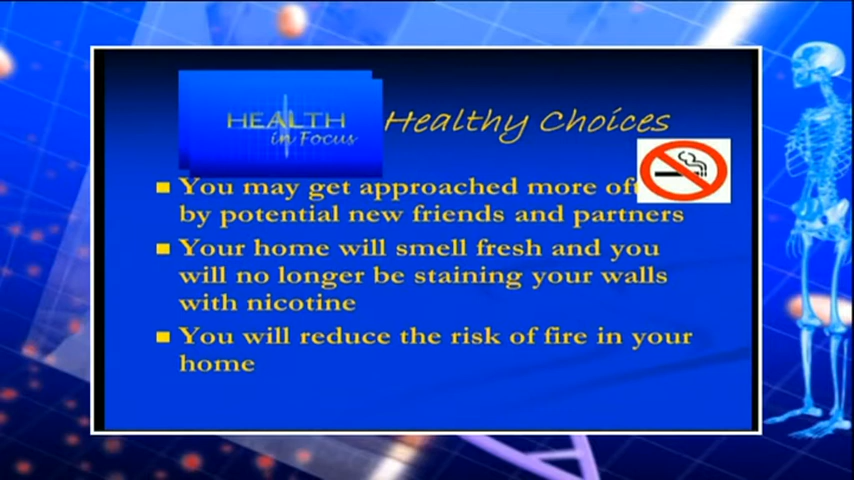 HEALTH
in Focus
Healthy Choices
You may get approached more
by potential new friends and partners
Your home will smell fresh and you
will no longer be staining your walls
with nicotine
You will reduce the risk of fire in your
home